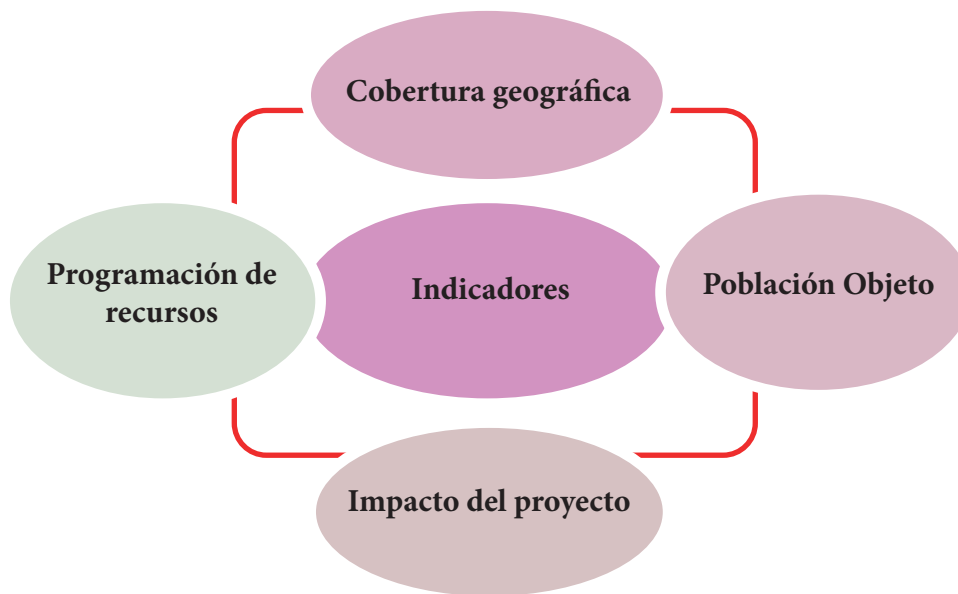 Cobertura geográfica
Programación de
recursos
Indicadores
Población Objeto
Impacto del proyecto